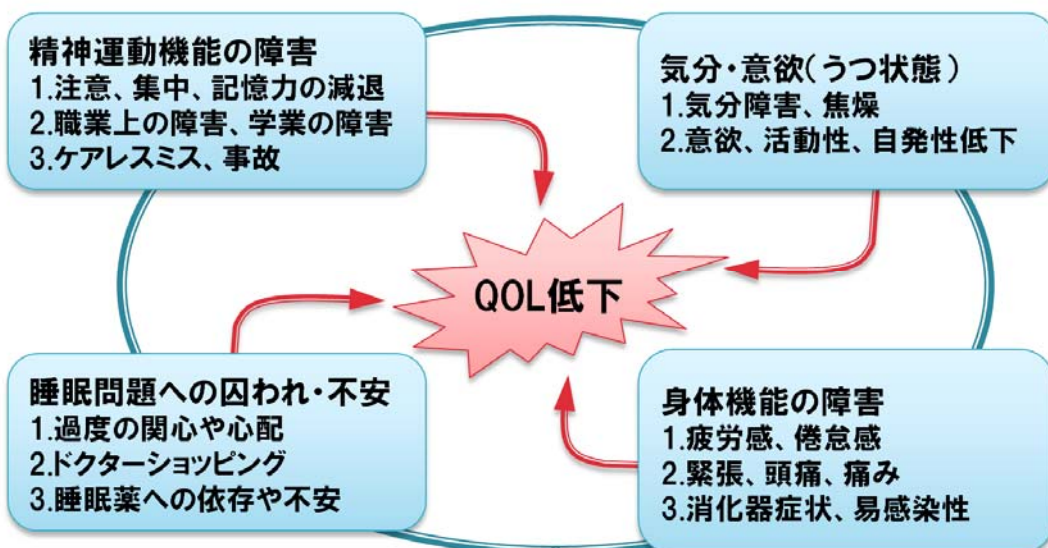 精神運動機能の障害
1.注意、集中、記憶力の減退
2.職業上の障害、学業の障害
3.ケアレスミス、事故
気分・意欲(うつ状態)
1.気分障害、焦燥
2.意欲、活動性、自発性低下
QOL低下
睡眠問題への囚われ・不安
1.過度の関心や心配
2.ドクターショッピング
3.睡眠薬への依存や不安
身体機能の障害
1.疲労感、倦怠感
2.緊張、頭痛、痛み
3.消化器症状、易感染性